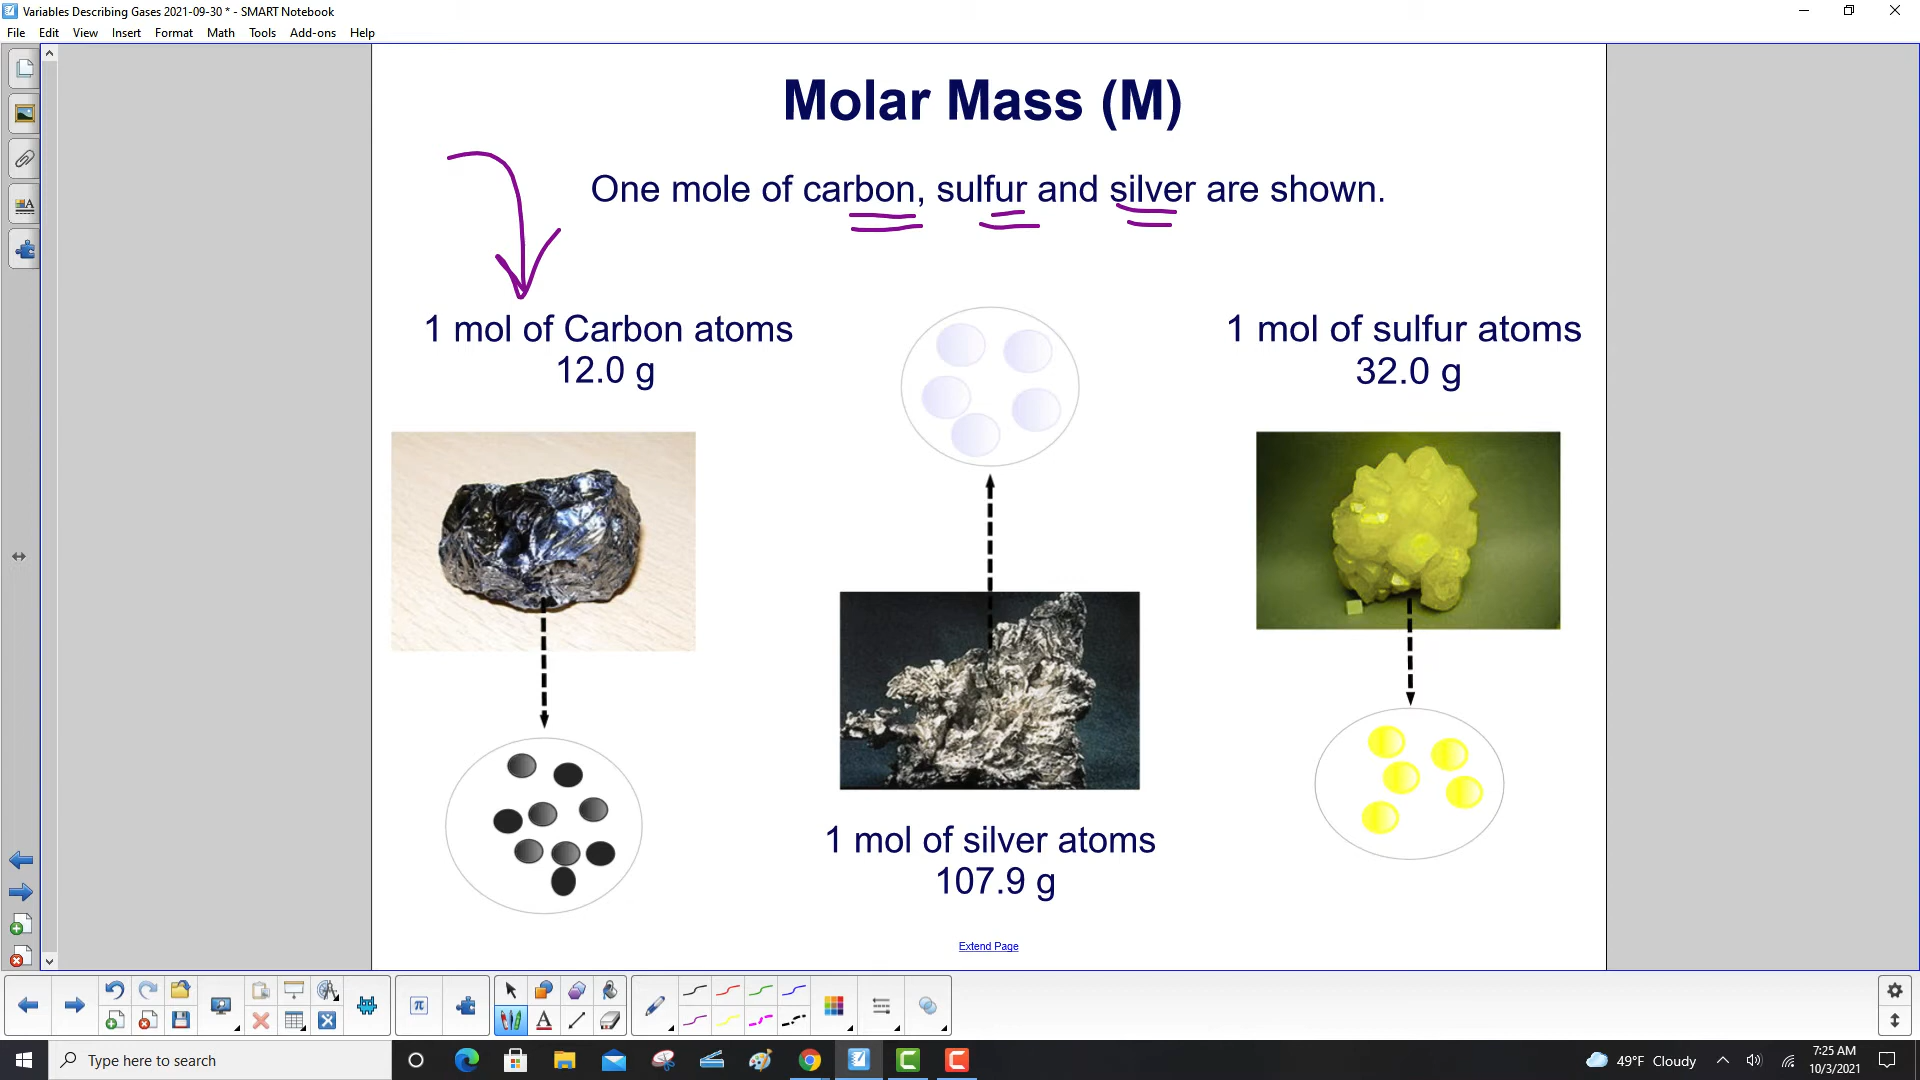 Variables Describing Gases 2021-09-30 * - SMART Notebook
File Edit View Insert Format Math Tools Add-ons Help
Molar Mass (M)
One mole of carbon, sulfur and silver are shown.
1 mol of Carbon atoms
12.0 g
1 mol of sulfur atoms
32.0 g
1 mol of silver atoms
107.9 g
Extend Page
π
A
Type here to search
49°F Cloudy
7:25 AM
10/3/2021